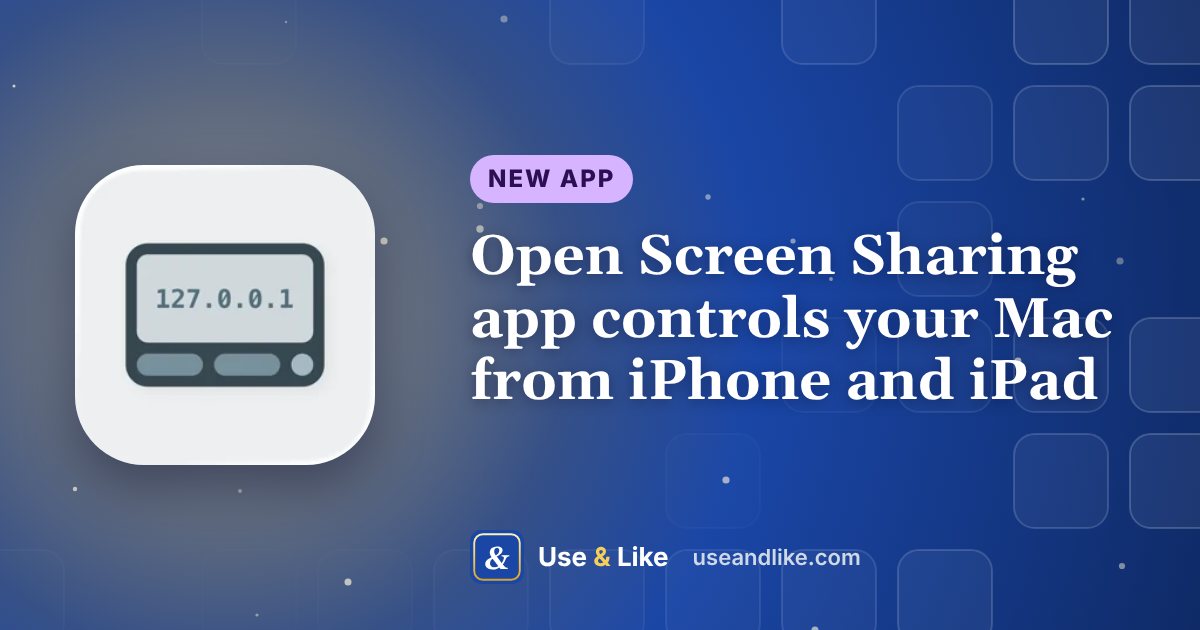 127.0.0.1
NEW APP
Open Screen Sharing
app controls your Mac
from iPhone and iPad
& Use & Like useandlike.com